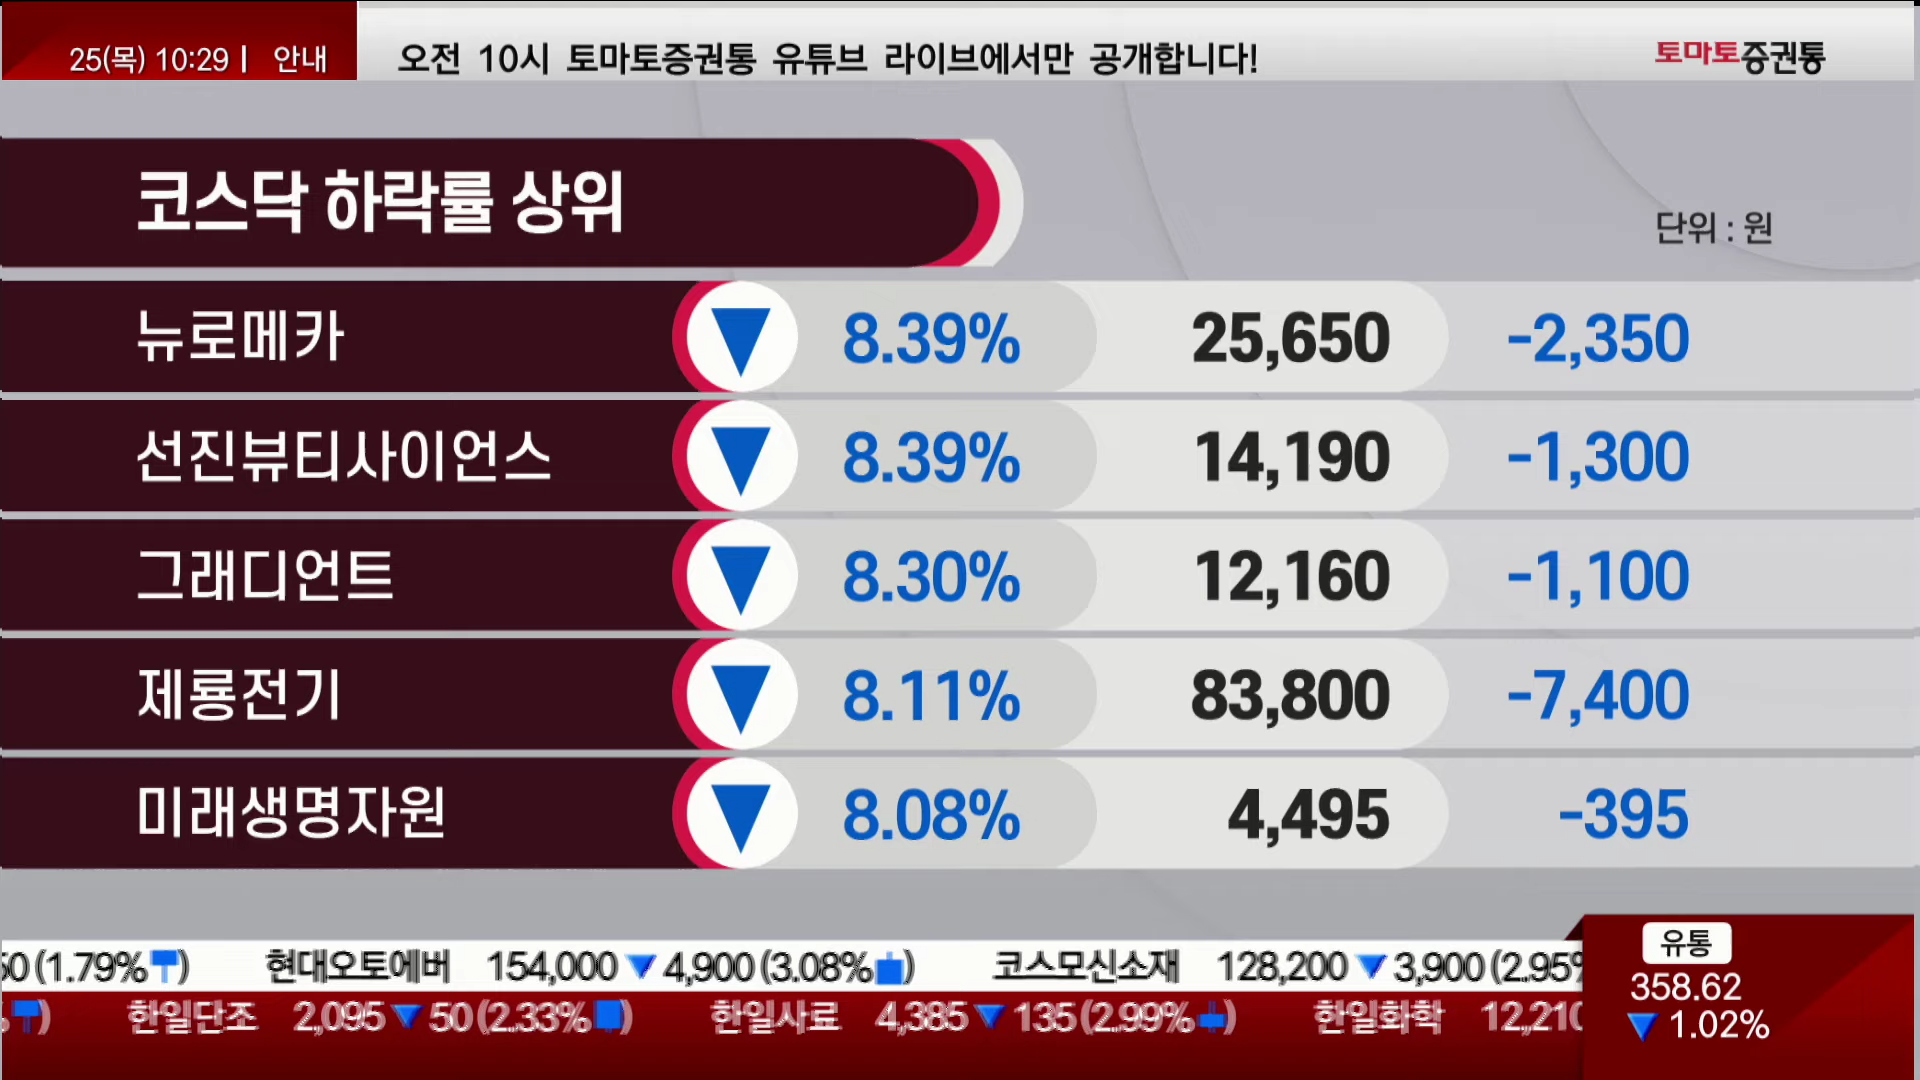 25(목) 10:29 | 안내
오전 10시 토마토증권통 유튜브 라이브에서만 공개합니다!
토마토증권통
코스닥 하락률 상위
단위 : 원
뉴로메카 ▼ 8.39% 25,650 -2,350
선진뷰티사이언스 ▼ 8.39% 14,190 -1,300
그래디언트 ▼ 8.30% 12,160 -1,100
제룡전기 ▼ 8.11% 83,800 -7,400
미래생명자원 ▼ 8.08% 4,495 -395
50 (1.79%) 현대오토에버 154,000 ▼ 4,900 (3.08%) 코스모신소재 128,200 ▼ 3,900 (2.95%
%) 한일단조 2,095 ▼ 50 (2.33%) 한일사료 4,385 ▼ 135 (2.99%) 한일화학 12,210
유통
358.62
▼ 1.02%